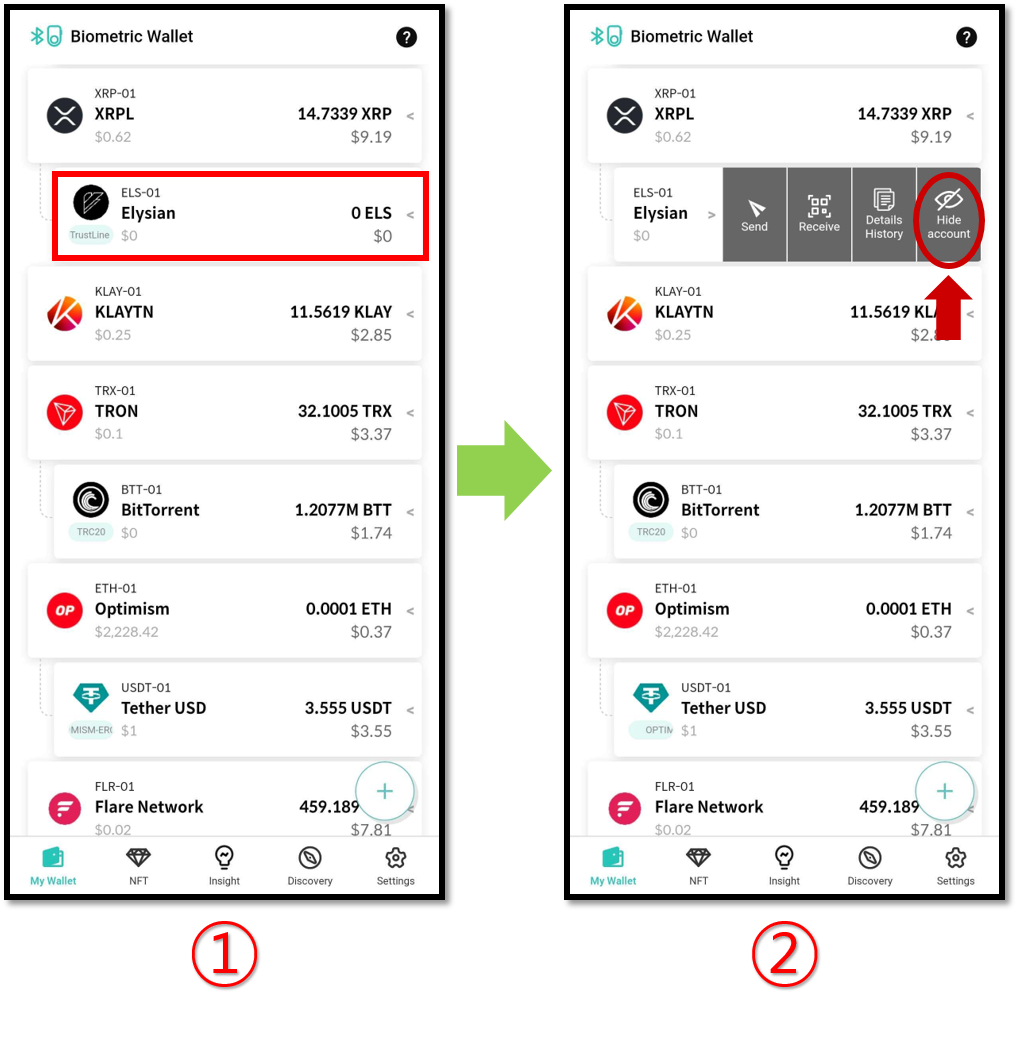 Biometric Wallet
?
XRP-01
XRPL
14.7339 XRP
<
$0.62
$9.19
ELS-01
Elysian
0 ELS
<
TrustLine
$0
$0
KLAY-01
KLAYTN
11.5619 KLAY
<
$0.25
$2.85
TRX-01
TRON
32.1005 TRX
<
$0.1
$3.37
BTT-01
BitTorrent
1.2077M BTT
<
TRC20
$0
$1.74
ETH-01
OP
Optimism
0.0001 ETH
<
$2,228.42
$0.37
USDT-01
Tether USD
3.555 USDT
<
MISM-ER
$1
$3.55
FLR-01
Flare Network
459.189
$0.02
$7.81
+
My Wallet
NFT
Insight
Discovery
Settings
①
Biometric Wallet
?
XRP-01
XRPL
14.7339 XRP
<
$0.62
$9.19
ELS-01
Elysian
>
$0
Send
Receive
Details
History
Hide
account
KLAY-01
KLAYTN
11.5619 KL
<
$0.25
$2.8
TRX-01
TRON
32.1005 TRX
<
$0.1
$3.37
BTT-01
BitTorrent
1.2077M BTT
<
TRC20
$0
$1.74
ETH-01
OP
Optimism
0.0001 ETH
<
$2,228.42
$0.37
USDT-01
Tether USD
3.555 USDT
<
OPTIM
$1
$3.55
FLR-01
Flare Network
459.189
$0.02
$7.81
+
My Wallet
NFT
Insight
Discovery
Settings
②